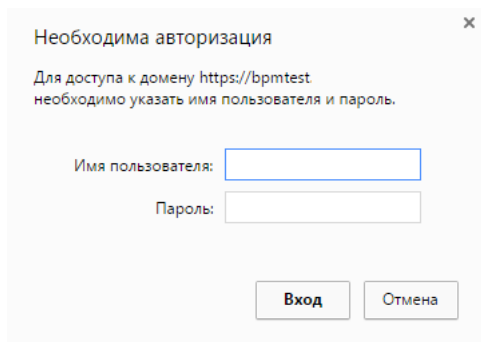 Необходима авторизация
Для доступа к домену https://bpmtest
необходимо указать имя пользователя и пароль.
Имя пользователя:
Пароль:
Вход Отмена